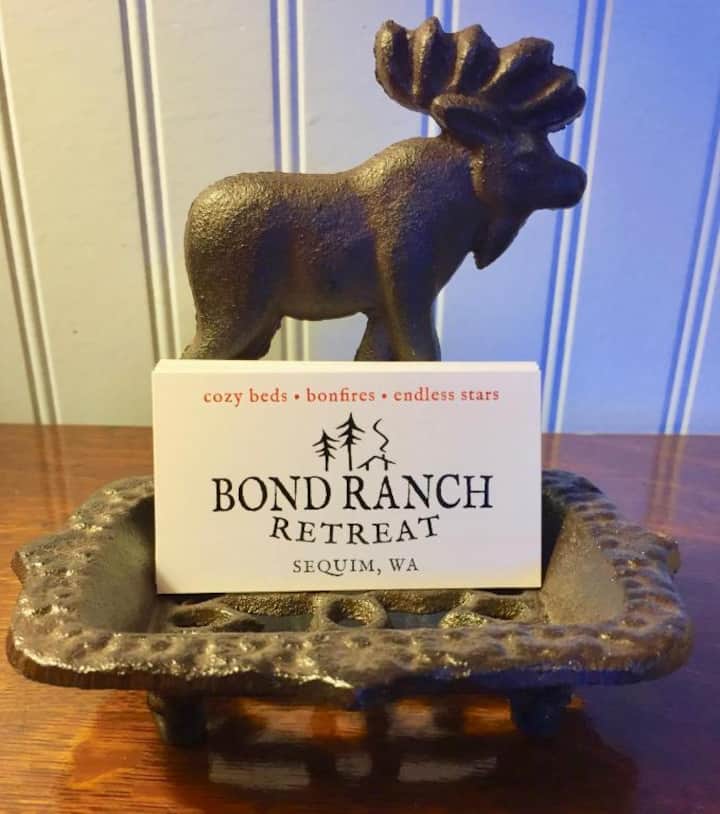 cozy beds • bonfires • endless stars
BOND RANCH
RETREAT
SEQUIM, WA